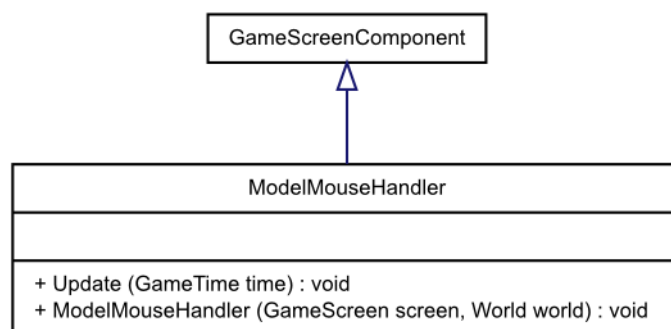 GameScreenComponent
ModelMouseHandler
+ Update (GameTime time) : void
+ ModelMouseHandler (GameScreen screen, World world) : void